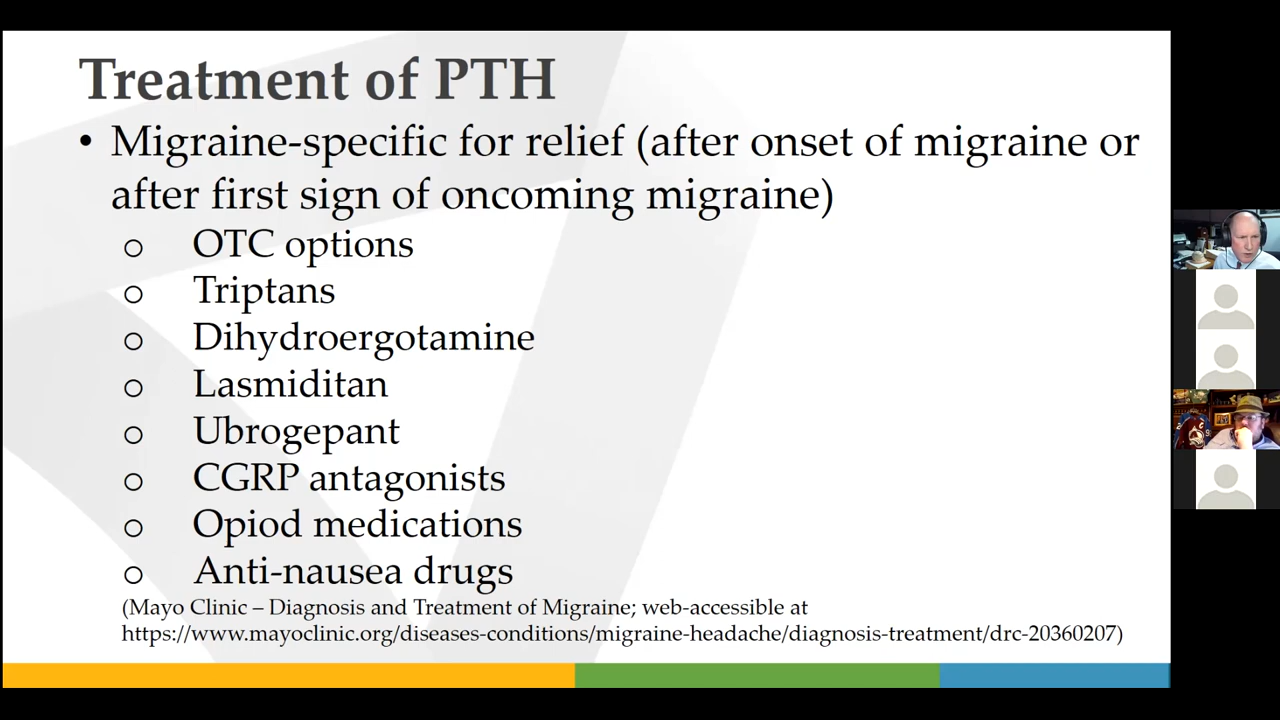 Treatment of PTH
• Migraine-specific for relief (after onset of migraine or
after first sign of oncoming migraine)
o OTC options
o Triptans
o Dihydroergotamine
o Lasmiditan
o Ubrogepant
o CGRP antagonists
o Opiod medications
o Anti-nausea drugs
(Mayo Clinic – Diagnosis and Treatment of Migraine; web-accessible at
https://www.mayoclinic.org/diseases-conditions/migraine-headache/diagnosis-treatment/drc-20360207)